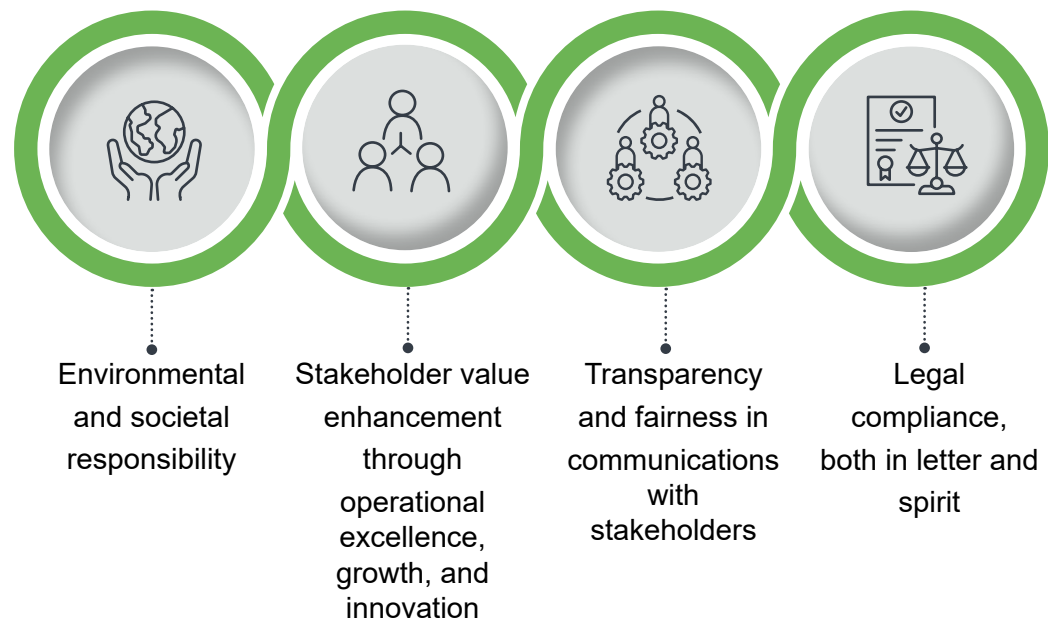 Environmental
and societal
responsibility
Stakeholder value
enhancement
through
operational
excellence,
growth, and
innovation
Transparency
and fairness in
communications
with
stakeholders
Legal
compliance,
both in letter and
spirit